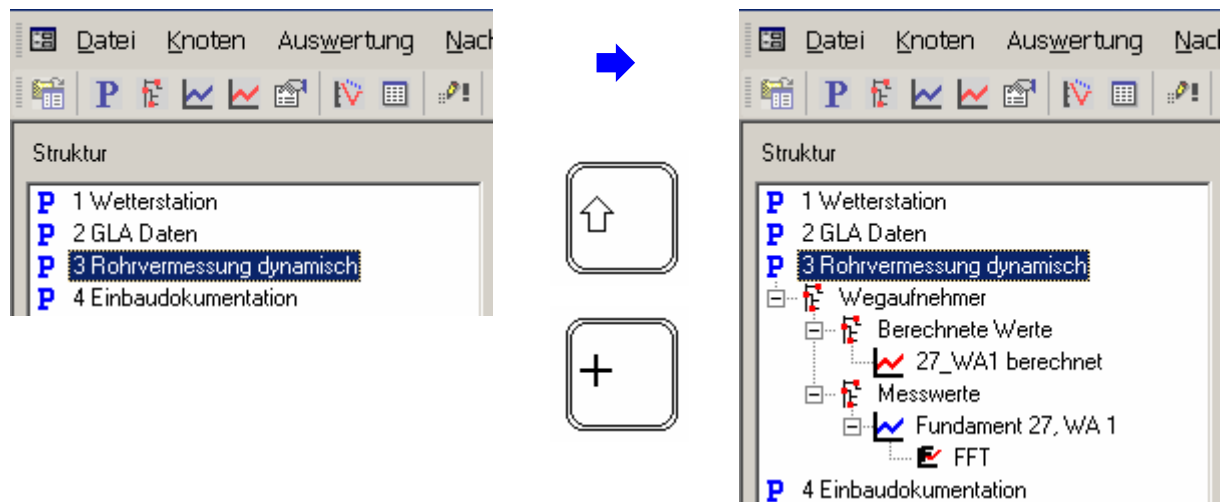 Datei Knoten Auswertung Nach
P !
Struktur
P 1 Wetterstation
P 2 GLA Daten
P 3 Rohrvermessung dynamisch
P 4 Einbaudokumentation
+
Datei Knoten Auswertung Nach
P !
Struktur
P 1 Wetterstation
P 2 GLA Daten
P 3 Rohrvermessung dynamisch
Wegaufnehmer
Berechnete Werte
27_WA1 berechnet
Messwerte
Fundament 27, WA 1
FFT
P 4 Einbaudokumentation